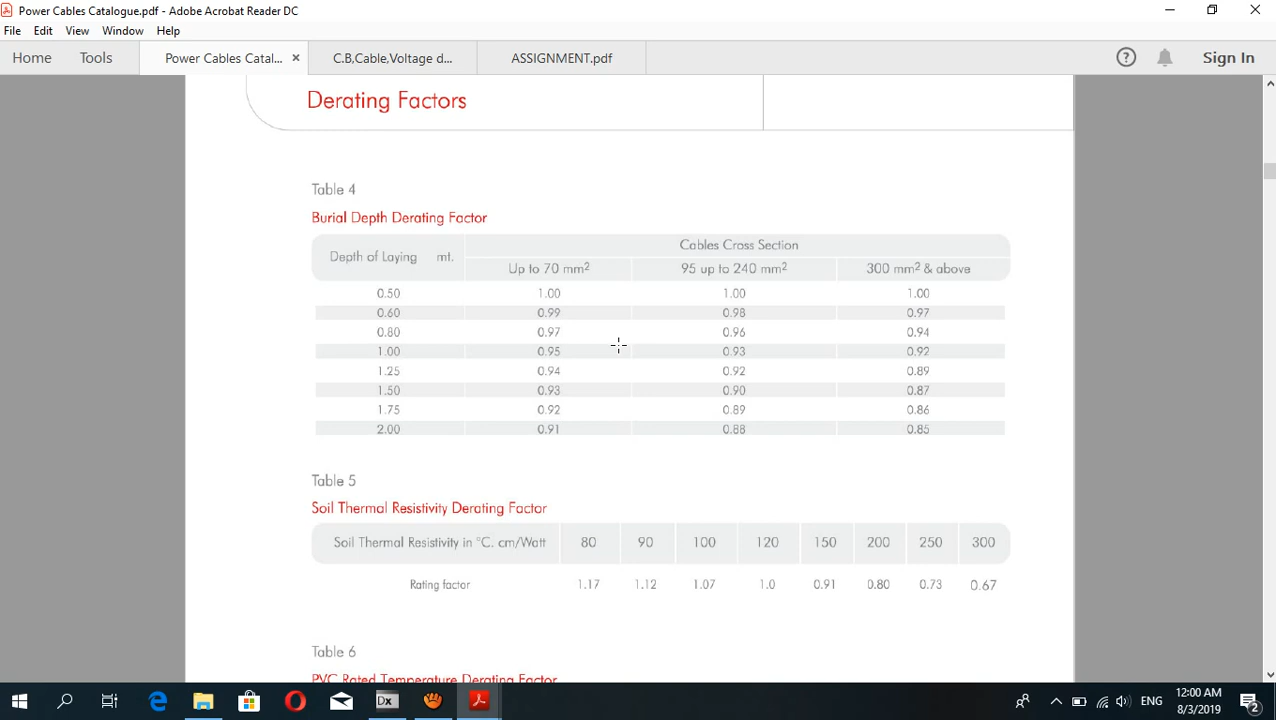 Power Cables Catalogue.pdf - Adobe Acrobat Reader DC
File Edit View Window Help
Home Tools Power Cables Catal... × C.B,Cable,Voltage d... ASSIGNMENT.pdf ? Sign In
Derating Factors
Table 4
Burial Depth Derating Factor
Depth of Laying mt. Cables Cross Section
Up to 70 mm² 95 up to 240 mm² 300 mm² & above
0.50 1.00 1.00 1.00
0.60 0.99 0.98 0.97
0.80 0.97 0.96 0.94
1.00 0.95 0.93 0.92
1.25 0.94 0.92 0.89
1.50 0.93 0.90 0.87
1.75 0.92 0.89 0.86
2.00 0.91 0.88 0.85
Table 5
Soil Thermal Resistivity Derating Factor
Soil Thermal Resistivity in °C. cm/Watt 80 90 100 120 150 200 250 300
Rating factor 1.17 1.12 1.07 1.0 0.91 0.80 0.73 0.67
Table 6
PVC Rated Temperature Derating Factor
Dx ENG 12:00 AM
8/3/2019 2